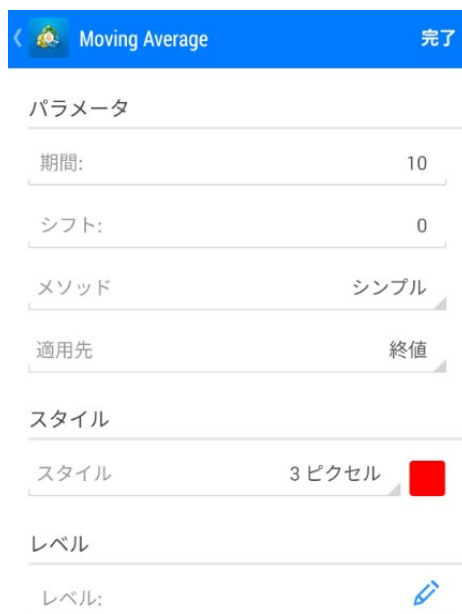 Moving Average 完了
パラメータ
期間: 10
シフト: 0
メソッド シンプル
適用先 終値
スタイル
スタイル 3 ピクセル
レベル
レベル: